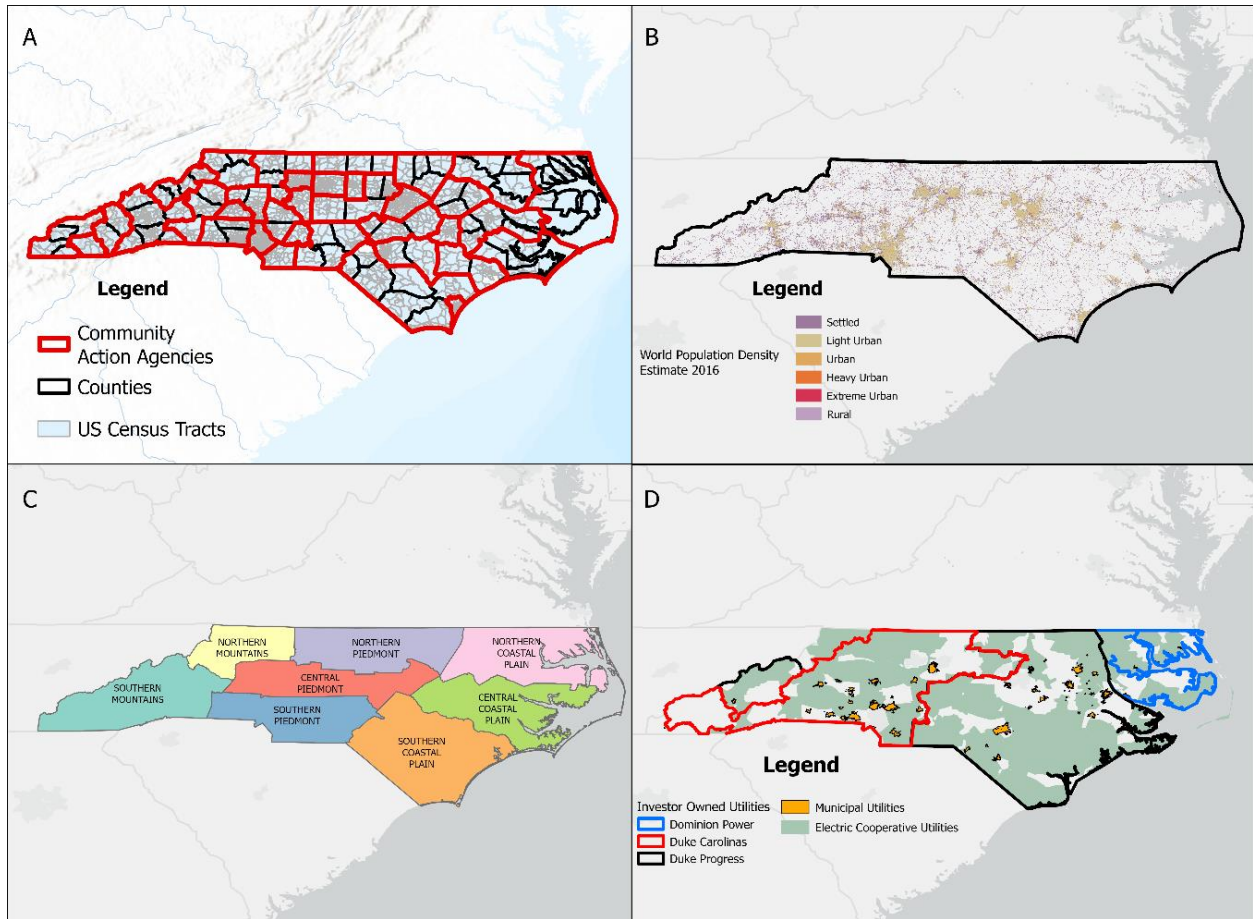 A
Legend
Community
Action Agencies
Counties
US Census Tracts
B
Legend
World Population Density
Estimate 2016
Settled
Light Urban
Urban
Heavy Urban
Extreme Urban
Rural
C
NORTHERN
MOUNTAINS
NORTHERN
PIEDMONT
NORTHERN
COASTAL
PLAIN
SOUTHERN
MOUNTAINS
CENTRAL
PIEDMONT
CENTRAL
COASTAL
PLAIN
SOUTHERN
PIEDMONT
SOUTHERN
COASTAL
PLAIN
D
Legend
Investor Owned Utilities
Dominion Power
Duke Carolinas
Duke Progress
Municipal Utilities
Electric Cooperative Utilities